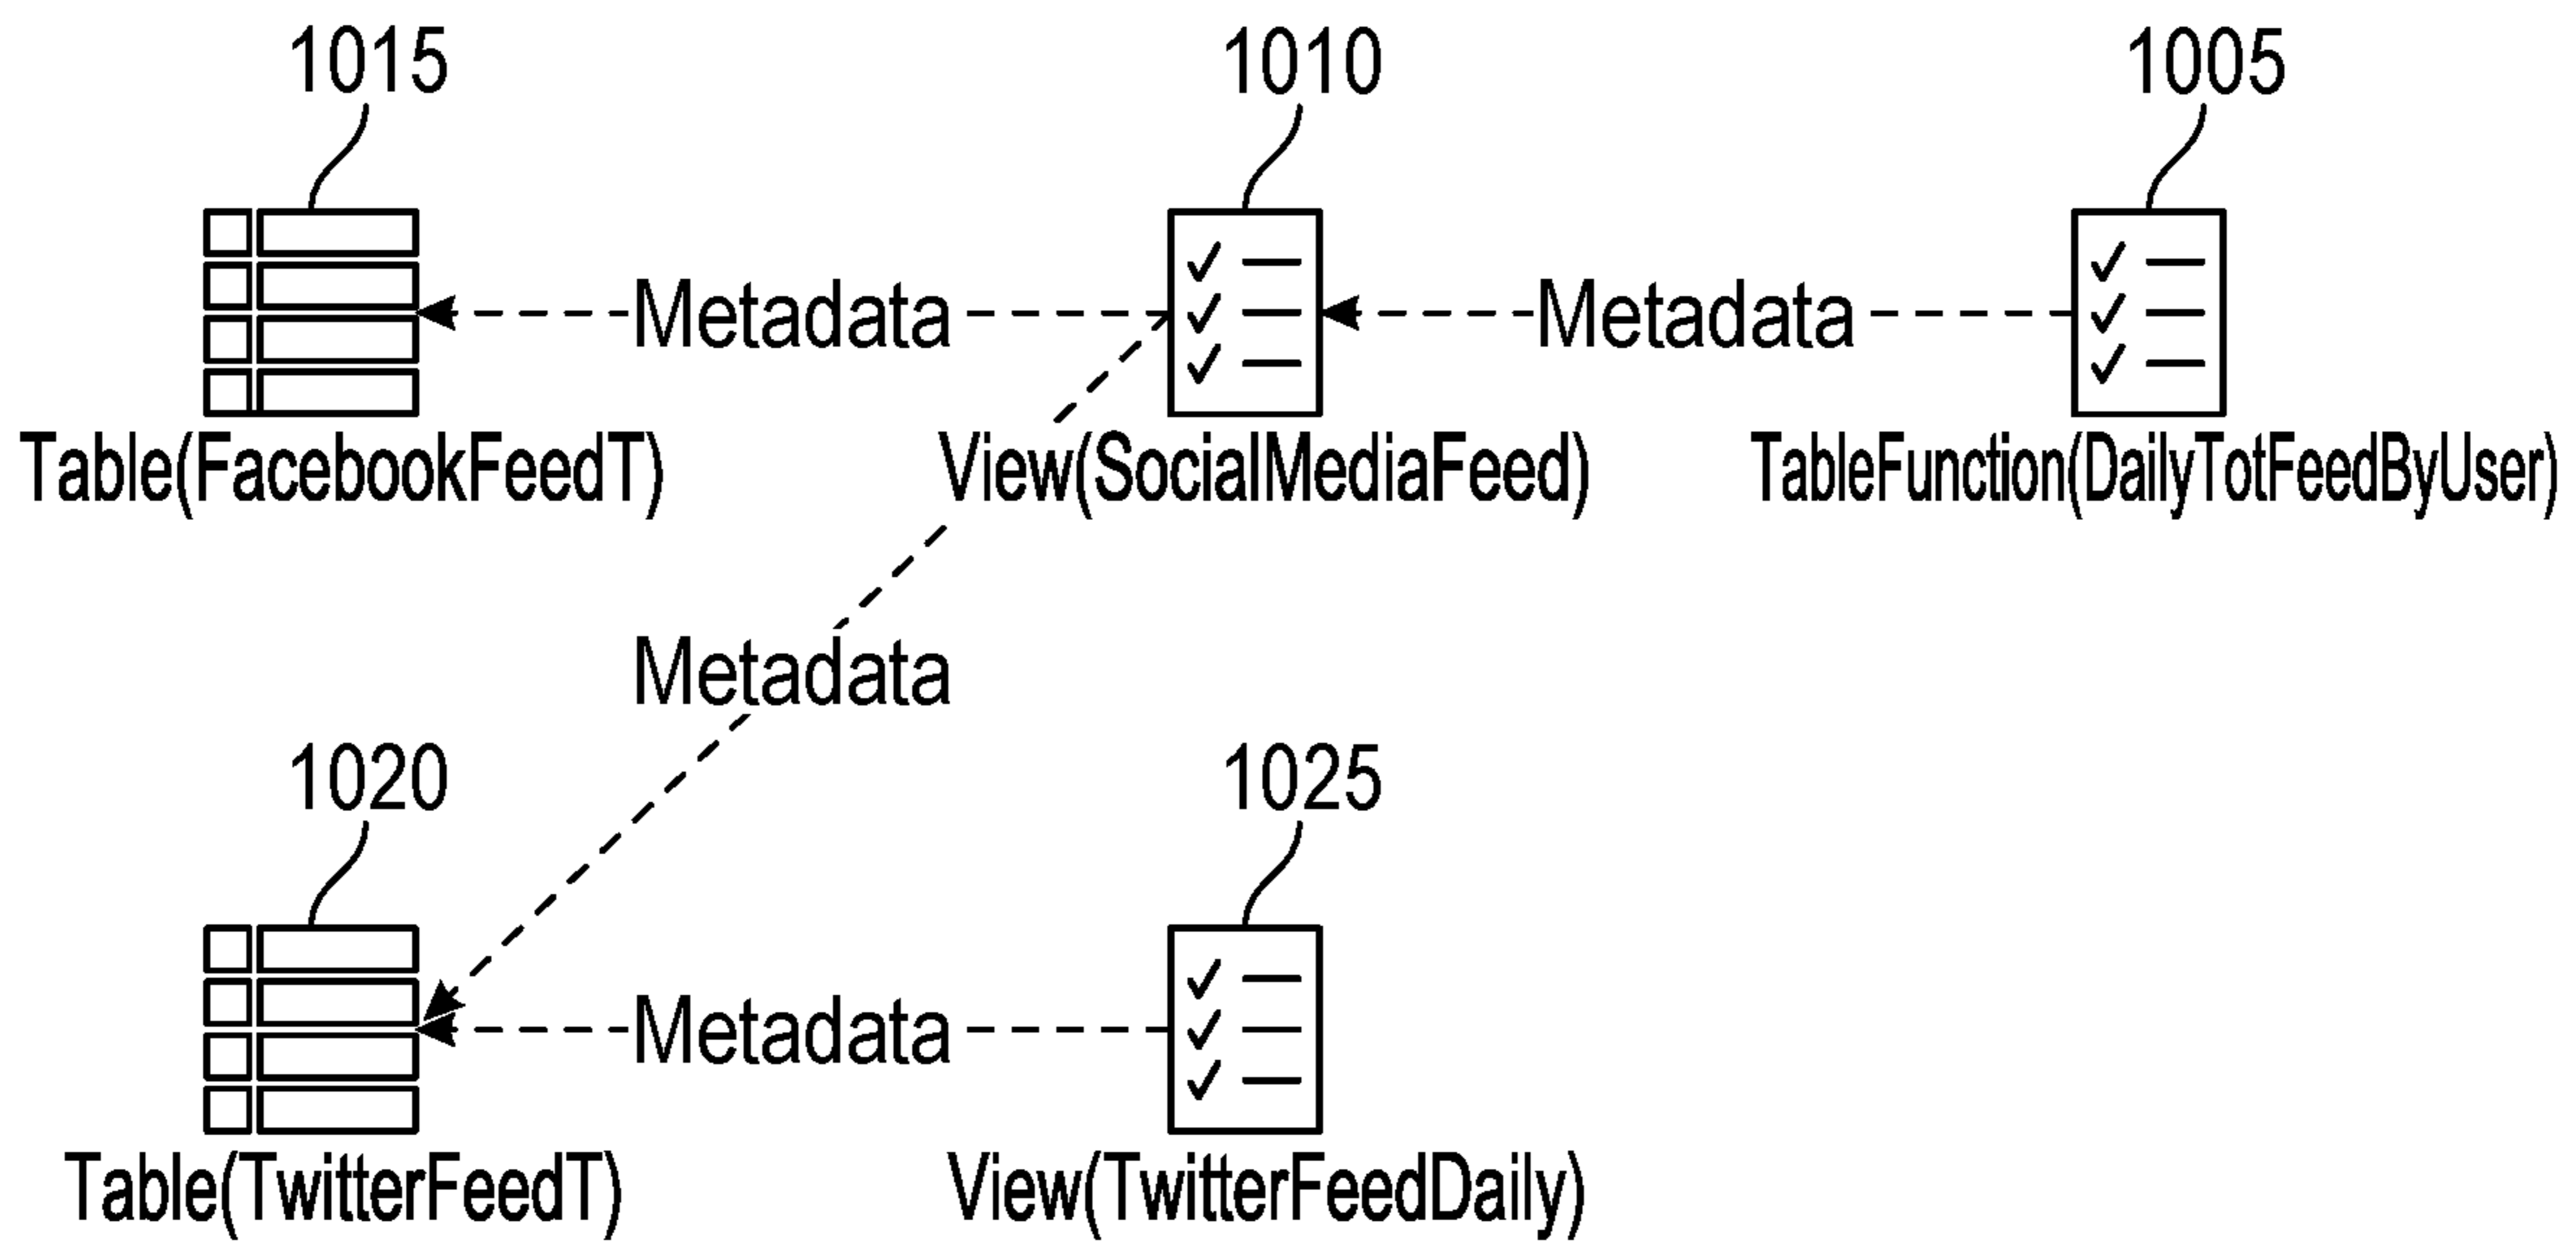 1015
1010
1005
Metadata
Metadata
Table(FacebookFeedT)
View(SocialMediaFeed)
TableFunction(DailyTotFeedByUser)
Metadata
1020
1025
Metadata
Table(TwitterFeedT)
View(TwitterFeedDaily)